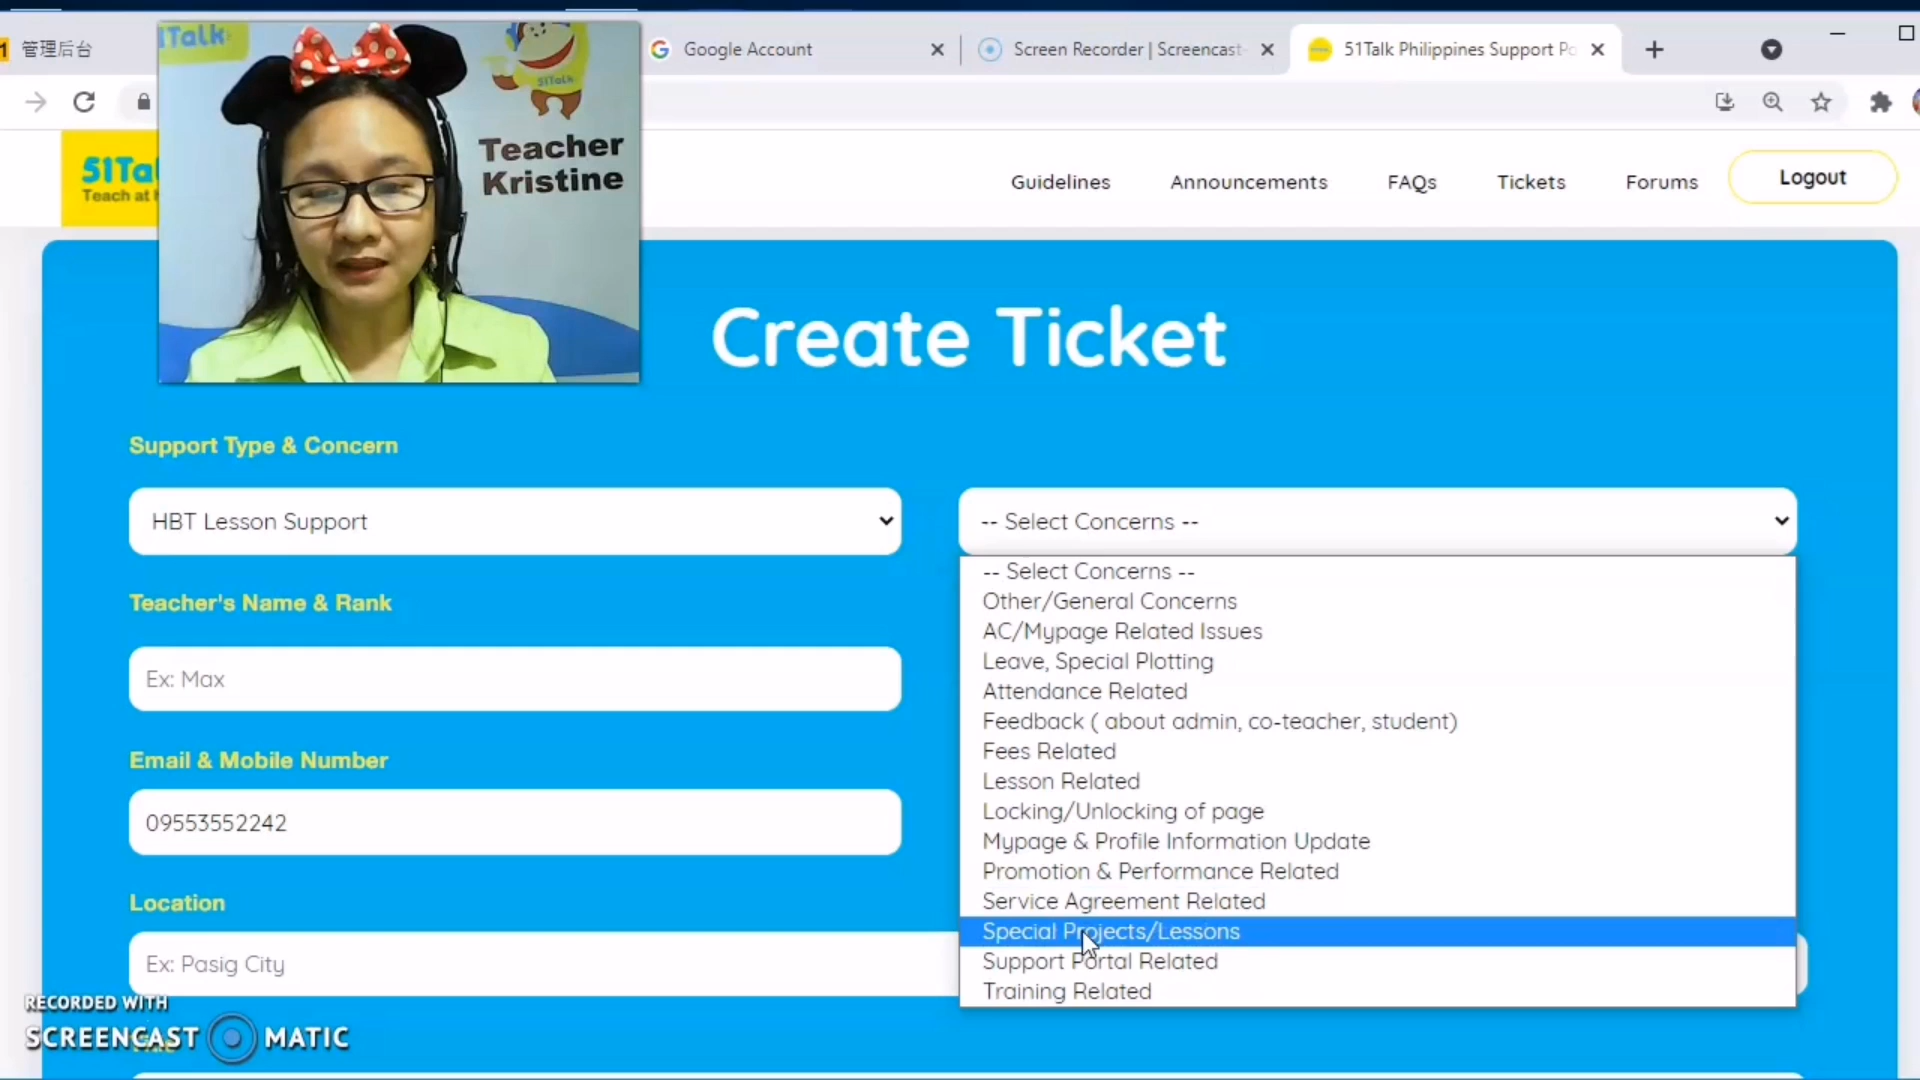 管理后台
Google Account
Screen Recorder | Screencast-
51Talk Philippines Support Po
51Ta
Teach at
1Talk
51Talk
Teacher
Kristine
Guidelines
Announcements
FAQs
Tickets
Forums
Logout
Create Ticket
Support Type & Concern
HBT Lesson Support
-- Select Concerns --
-- Select Concerns --
Other/General Concerns
AC/Mypage Related Issues
Leave, Special Plotting
Attendance Related
Feedback ( about admin, co-teacher, student)
Fees Related
Lesson Related
Locking/Unlocking of page
Mypage & Profile Information Update
Promotion & Performance Related
Service Agreement Related
Special Projects/Lessons
Support Portal Related
Training Related
Teacher's Name & Rank
Ex: Max
Email & Mobile Number
09553552242
Location
Ex: Pasig City
RECORDED WITH
SCREENCAST MATIC